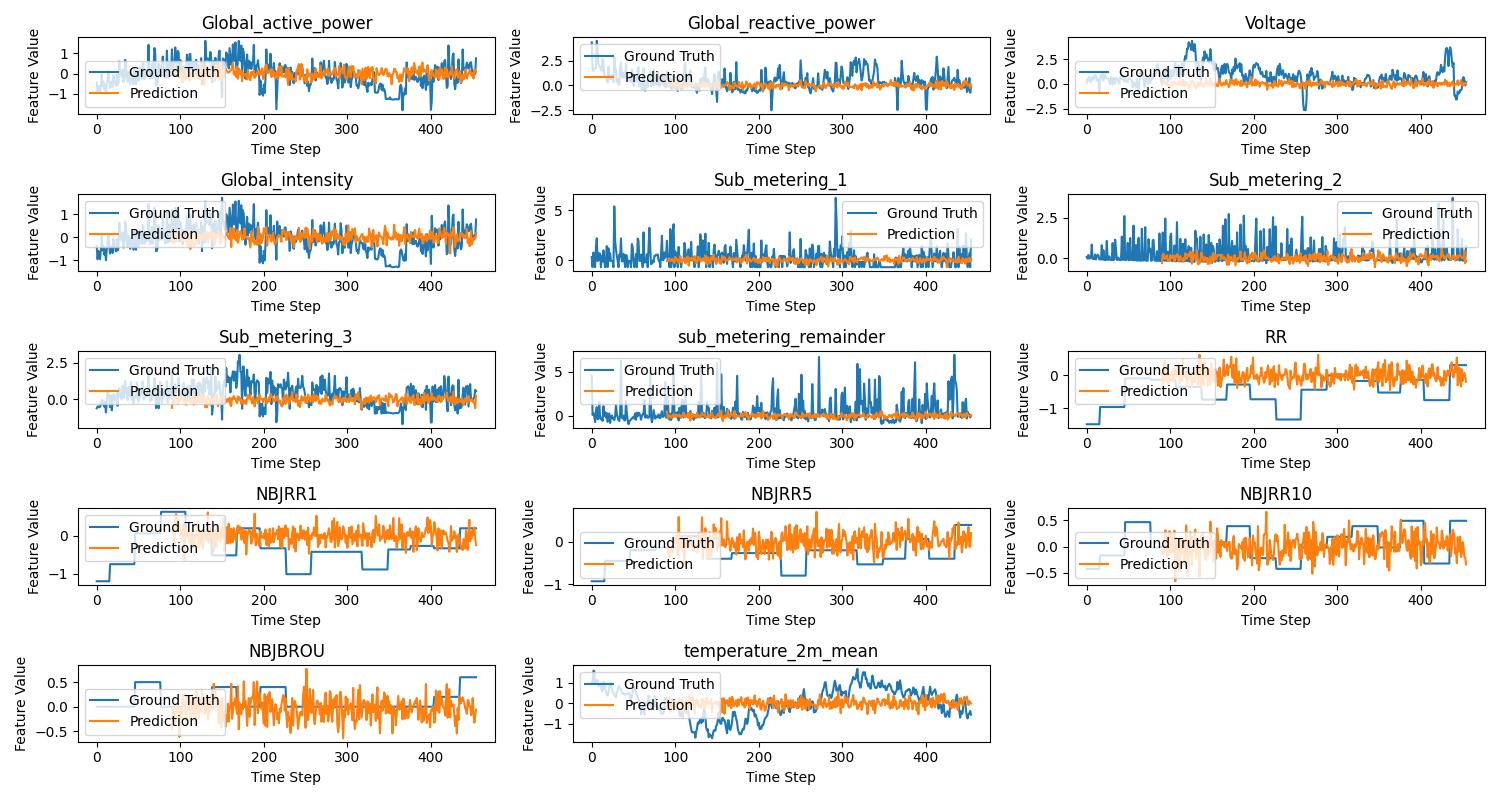 Global_active_power
Feature Value
1
0
−1
Ground Truth
Prediction
0 100 200 300 400
Time Step
Global_reactive_power
Feature Value
2.5
0.0
−2.5
Ground Truth
Prediction
0 100 200 300 400
Time Step
Voltage
Feature Value
2.5
0.0
−2.5
Ground Truth
Prediction
0 100 200 300 400
Time Step
Global_intensity
Feature Value
1
0
−1
Ground Truth
Prediction
0 100 200 300 400
Time Step
Sub_metering_1
Feature Value
5
0
Ground Truth
Prediction
0 100 200 300 400
Time Step
Sub_metering_2
Feature Value
2.5
0.0
Ground Truth
Prediction
0 100 200 300 400
Time Step
Sub_metering_3
Feature Value
2.5
0.0
Ground Truth
Prediction
0 100 200 300 400
Time Step
sub_metering_remainder
Feature Value
5
0
Ground Truth
Prediction
0 100 200 300 400
Time Step
RR
Feature Value
0
−1
Ground Truth
Prediction
0 100 200 300 400
Time Step
NBJRR1
Feature Value
0
−1
Ground Truth
Prediction
0 100 200 300 400
Time Step
NBJRR5
Feature Value
0
−1
Ground Truth
Prediction
0 100 200 300 400
Time Step
NBJRR10
Feature Value
0.5
0.0
−0.5
Ground Truth
Prediction
0 100 200 300 400
Time Step
NBJBROU
Feature Value
0.5
0.0
−0.5
Ground Truth
Prediction
0 100 200 300 400
Time Step
temperature_2m_mean
Feature Value
1
0
−1
Ground Truth
Prediction
0 100 200 300 400
Time Step